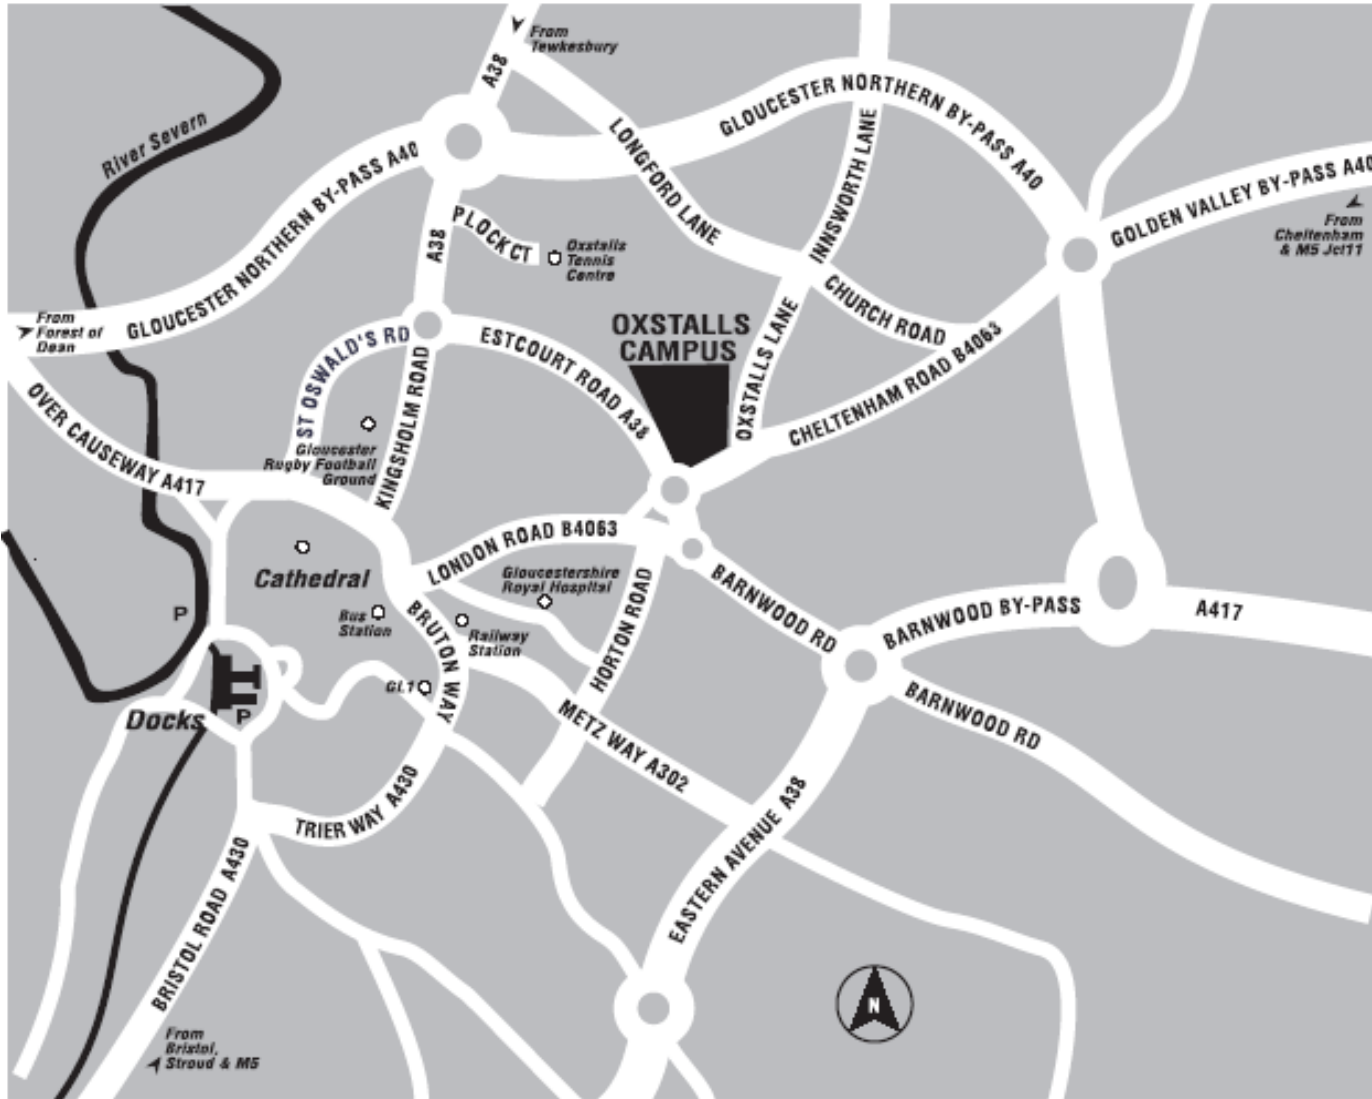 From
Tewkesbury
A38
GLOUCESTER NORTHERN BY-PASS A40
River Severn
LONGFORD LANE
INNSWORTH LANE
GLOUCESTER NORTHERN BY-PASS A40
GOLDEN VALLEY BY-PASS A40
From
Cheltenham
& M5 Jct11
A38
PLOCK CT
Oxstalls
Tennis
Centre
From
Forest of
Dean
ST OSWALD'S RD
ESTCOURT ROAD A38
OXSTALLS
CAMPUS
CHURCH ROAD
OXSTALLS LANE
CHELTENHAM ROAD B4063
KINGSHOLM ROAD
OVER CAUSEWAY A417
Gloucester
Rugby Football
Ground
LONDON ROAD B4063
Cathedral
Gloucestershire
Royal Hospital
HORTON ROAD
BARNWOOD RD
BARNWOOD BY-PASS
A417
P
Bus
Station
BRUTON WAY
Railway
Station
GL1
Docks
P
METZ WAY A302
BARNWOOD RD
TRIER WAY A430
EASTERN AVENUE A38
BRISTOL ROAD A430
N
From
Bristol,
Stroud & M5